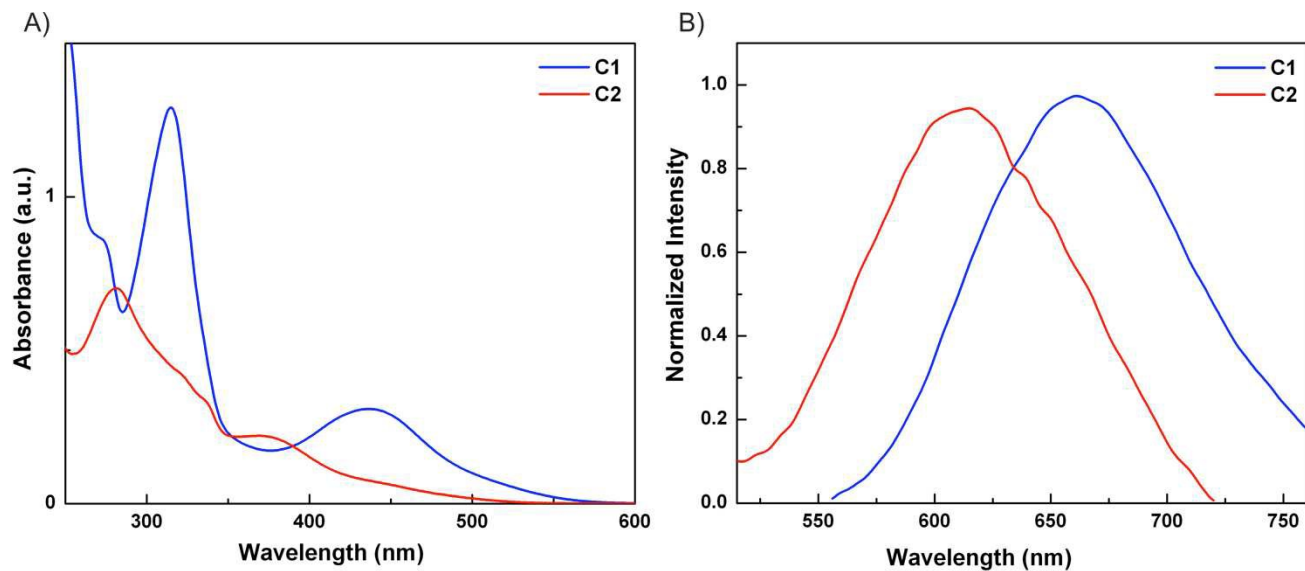 A)
C1
C2
Absorbance (a.u.)
1
0
300
400
500
600
Wavelength (nm)
B)
C1
C2
Normalized Intensity
1.0
0.8
0.6
0.4
0.2
0.0
550
600
650
700
750
Wavelength (nm)